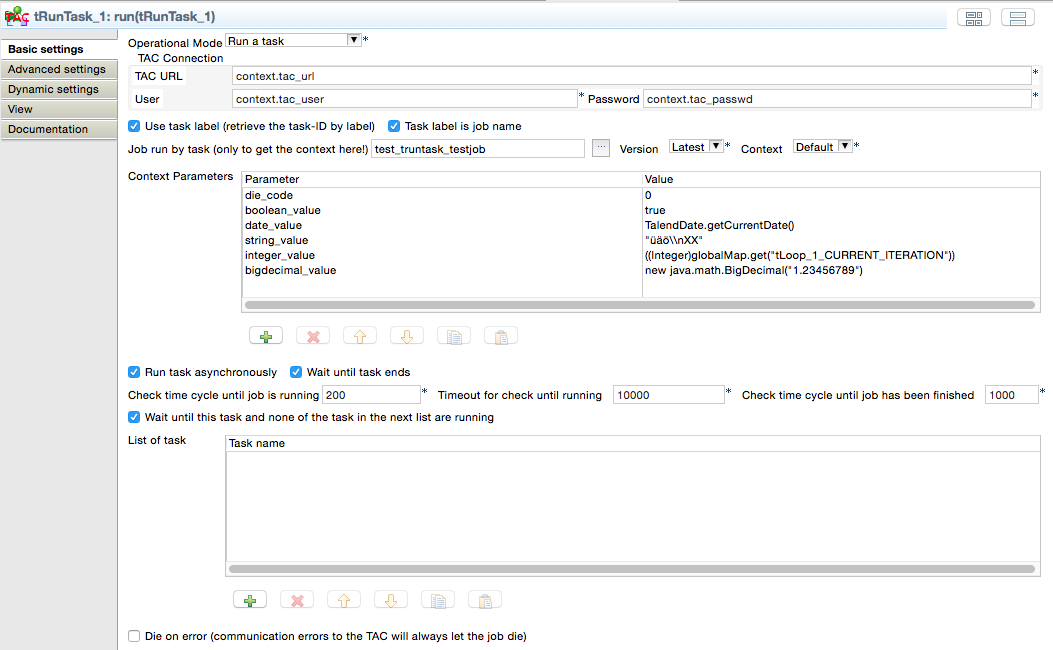 TAC tRunTask_1: run(tRunTask_1)
Basic settings
Advanced settings
Dynamic settings
View
Documentation
Operational Mode Run a task *
TAC Connection
TAC URL context.tac_url *
User context.tac_user * Password context.tac_passwd *
Use task label (retrieve the task-ID by label) Task label is job name
Job run by task (only to get the context here!) test_truntask_testjob ... Version Latest * Context Default *
Context Parameters Parameter Value
die_code 0
boolean_value true
date_value TalendDate.getCurrentDate()
string_value "üäö\\nXX"
integer_value ((Integer)globalMap.get("tLoop_1_CURRENT_ITERATION"))
bigdecimal_value new java.math.BigDecimal("1.23456789")
Run task asynchronously Wait until task ends
Check time cycle until job is running 200 * Timeout for check until running 10000 * Check time cycle until job has been finished 1000 *
Wait until this task and none of the task in the next list are running
List of task Task name
Die on error (communication errors to the TAC will always let the job die)